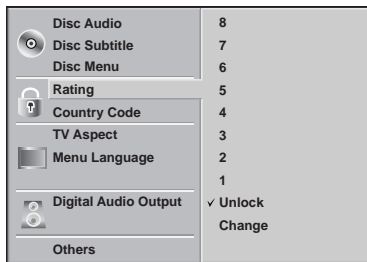 Disc Audio
Disc Subtitle
Disc Menu
Rating
Country Code
TV Aspect
Menu Language
Digital Audio Output
Others
8
7
6
5
4
3
2
1
✓ Unlock
Change